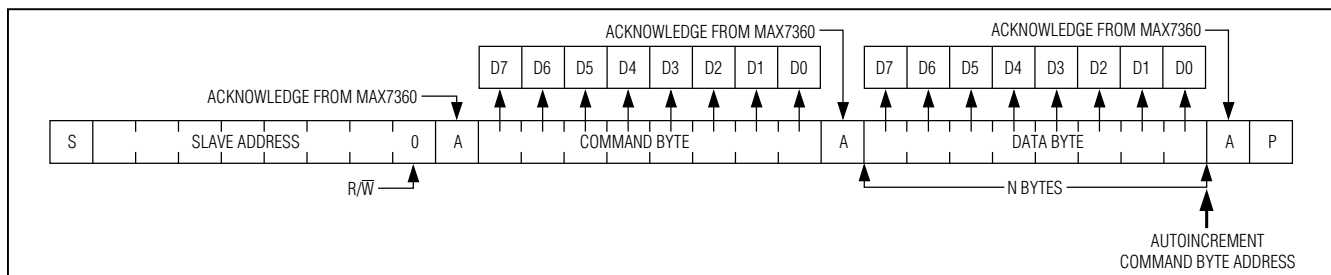 ACKNOWLEDGE FROM MAX7360
ACKNOWLEDGE FROM MAX7360
D7 D6 D5 D4 D3 D2 D1 D0
D7 D6 D5 D4 D3 D2 D1 D0
ACKNOWLEDGE FROM MAX7360
S SLAVE ADDRESS 0 A COMMAND BYTE A DATA BYTE A P
R/W̅
N BYTES
AUTOINCREMENT
COMMAND BYTE ADDRESS